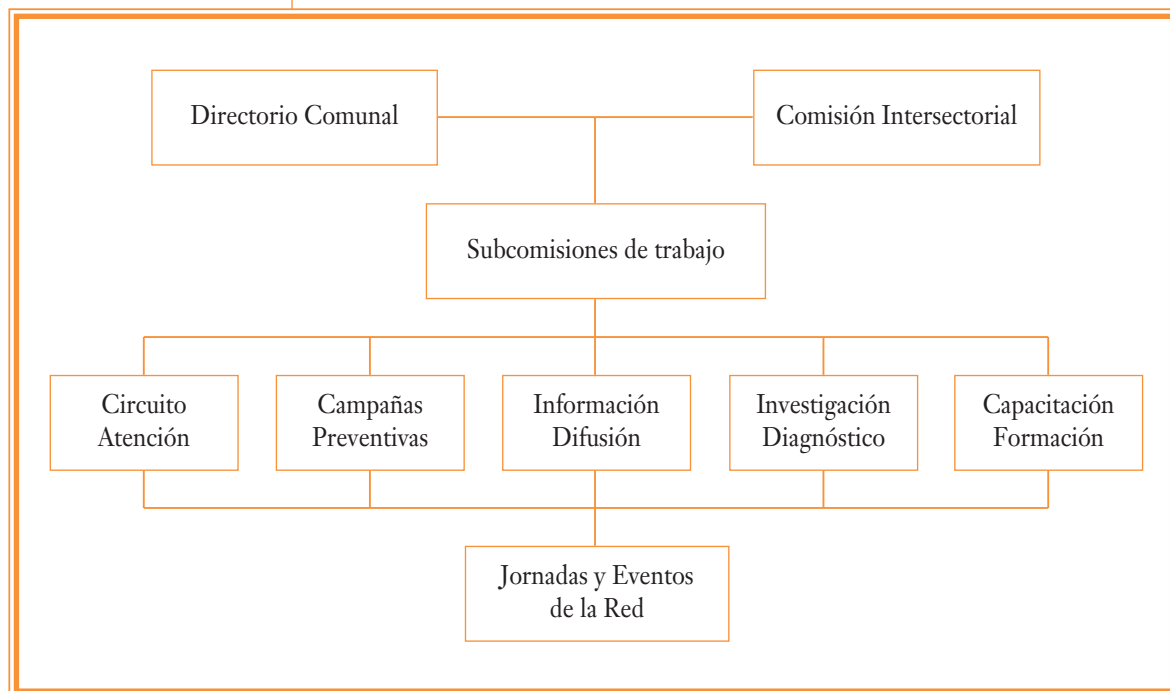 Directorio Comunal
Comisión Intersectorial
Subcomisiones de trabajo
Circuito
Atención
Campañas
Preventivas
Información
Difusión
Investigación
Diagnóstico
Capacitación
Formación
Jornadas y Eventos
de la Red